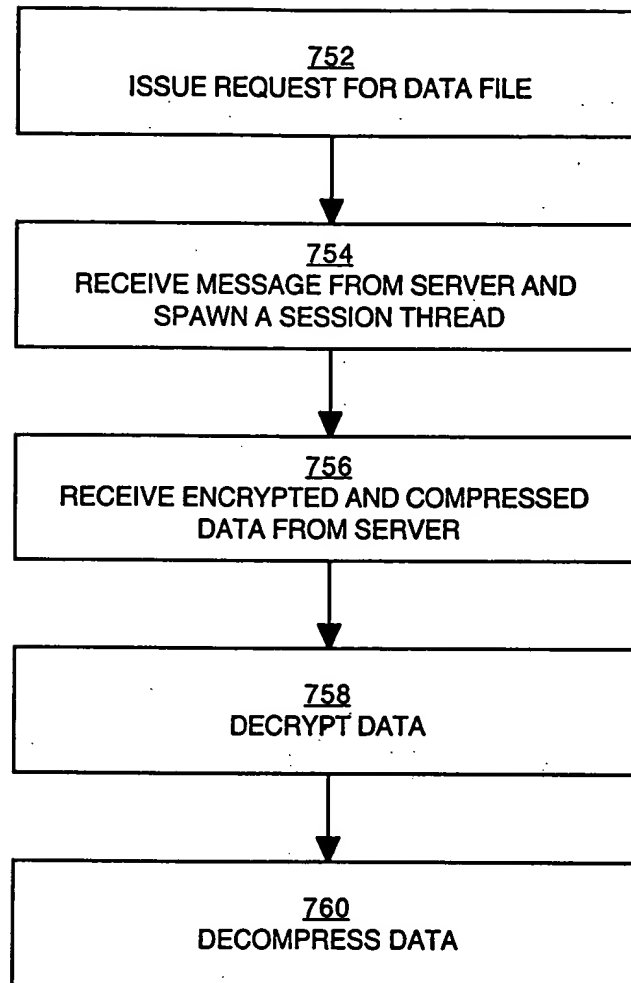 752
ISSUE REQUEST FOR DATA FILE
754
RECEIVE MESSAGE FROM SERVER AND
SPAWN A SESSION THREAD
756
RECEIVE ENCRYPTED AND COMPRESSED
DATA FROM SERVER
758
DECRYPT DATA
760
DECOMPRESS DATA